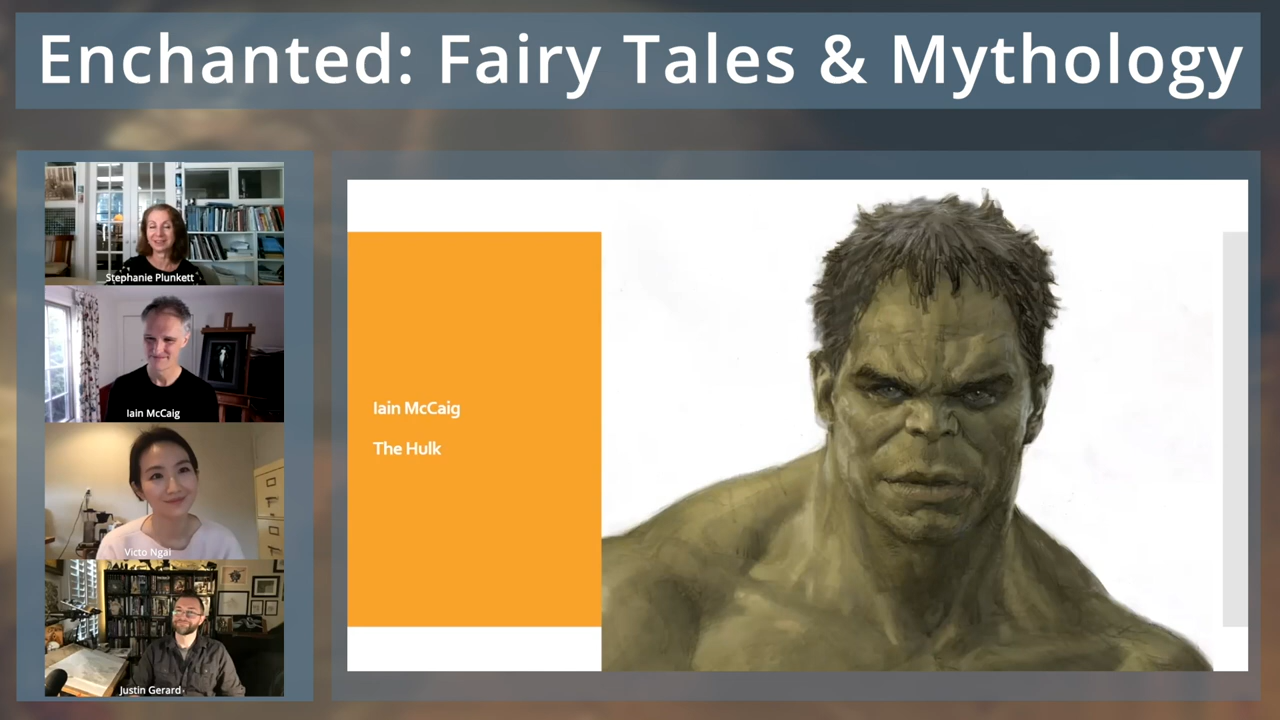 Enchanted: Fairy Tales & Mythology
Stephanie Plunkett
Iain McCaig
Victo Ngai
Justin Gerard
Iain McCaig
The Hulk